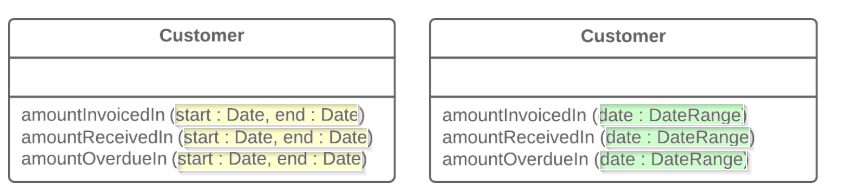 Customer
amountInvoicedIn (start : Date, end : Date)
amountReceivedIn (start : Date, end : Date)
amountOverdueIn (start : Date, end : Date)
Customer
amountInvoicedIn (date : DateRange)
amountReceivedIn (date : DateRange)
amountOverdueIn (date : DateRange)